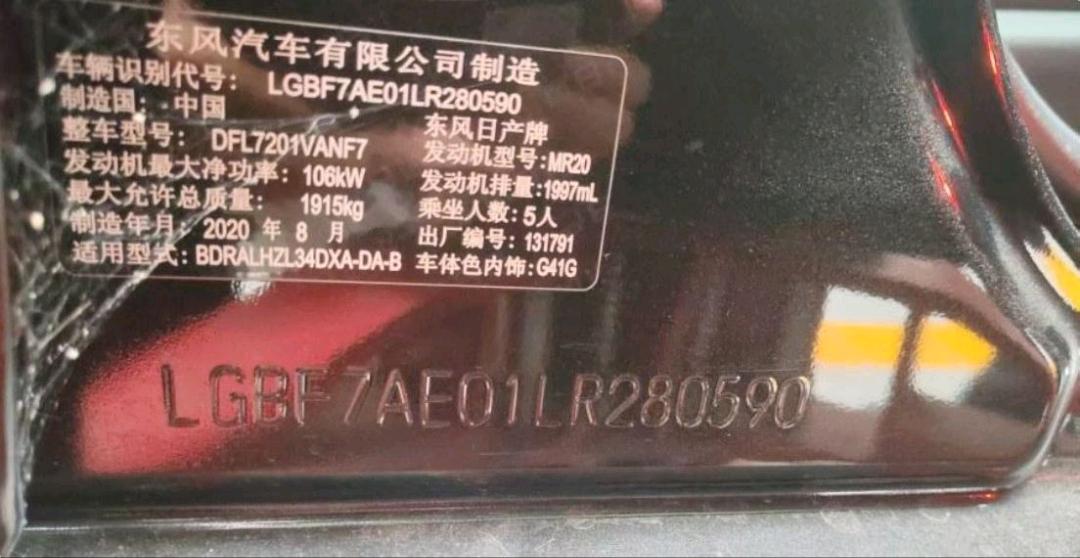 东风汽车有限公司制造
车辆识别代号: LGBF7AE01LR280590
制造国: 中国 东风日产牌
整车型号: DFL7201VANF7 发动机型号:MR20
发动机最大净功率: 106kW 发动机排量:1997mL
最大允许总质量: 1915kg 乘坐人数:5人
制造年月: 2020 年 8 月 出厂编号: 131791
适用型式: BDRALHZL34DXA-DA-B 车体色内饰:G41G
LGBF7AE01LR280590